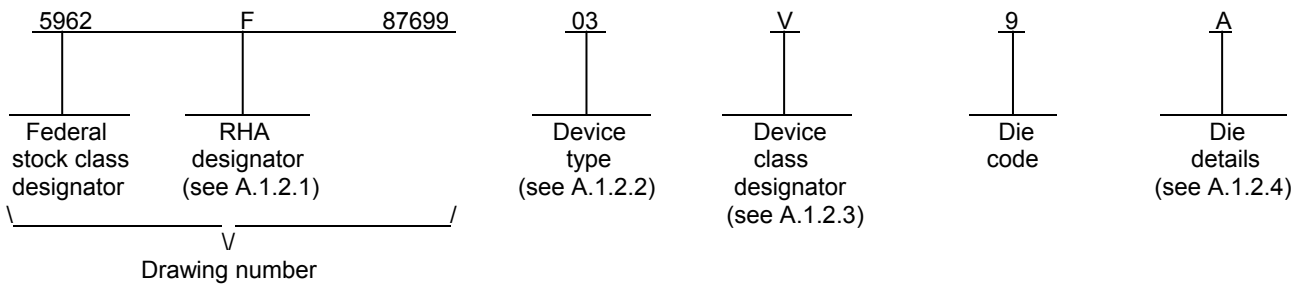 5962 F 87699 03 V 9 A
Federal RHA Device Device Die Die
stock class designator type class code details
designator (see A.1.2.1) (see A.1.2.2) designator (see A.1.2.4)
(see A.1.2.3)
\ /
\/
Drawing number